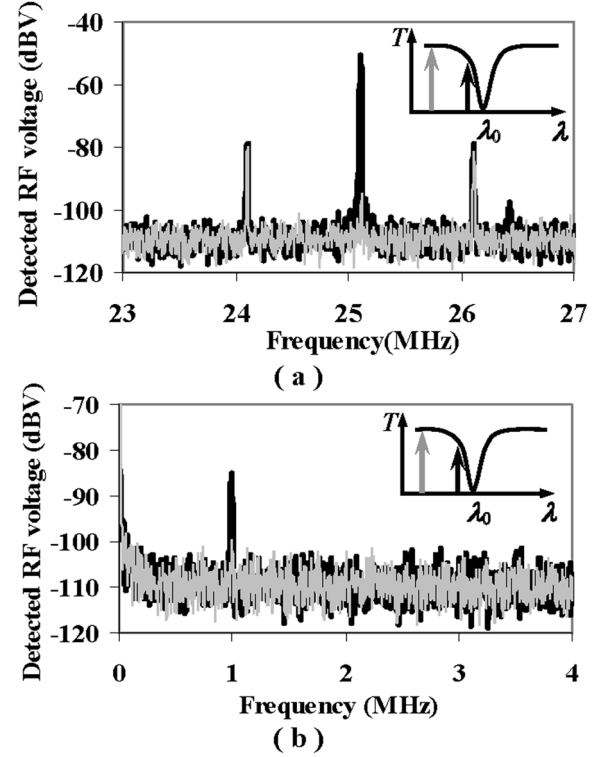 Detected RF voltage (dBV)
-40
-60
-80
-100
-120
23
24
25
26
27
Frequency(MHz)
T
λ0
λ
( a )
Detected RF voltage (dBV)
-70
-80
-90
-100
-110
-120
0
1
2
3
4
Frequency (MHz)
T
λ0
λ
( b )